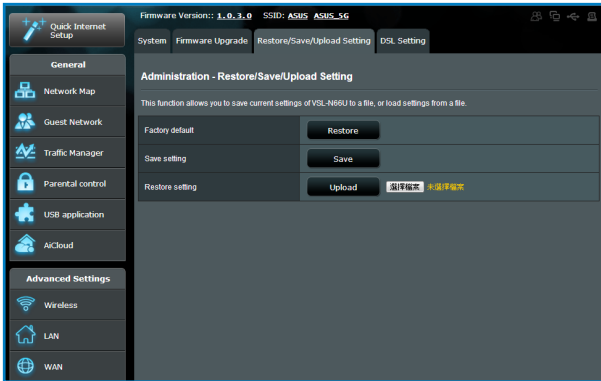 Quick Internet
Setup
Firmware Version:: 1.0.3.0 SSID: ASUS ASUS_5G
System Firmware Upgrade Restore/Save/Upload Setting DSL Setting
General
Network Map
Guest Network
Traffic Manager
Parental control
USB application
AiCloud
Advanced Settings
Wireless
LAN
WAN
Administration - Restore/Save/Upload Setting
This function allows you to save current settings of VSL-N66U to a file, or load settings from a file.
Factory default Restore
Save setting Save
Restore setting Upload 選擇檔案 未選擇檔案